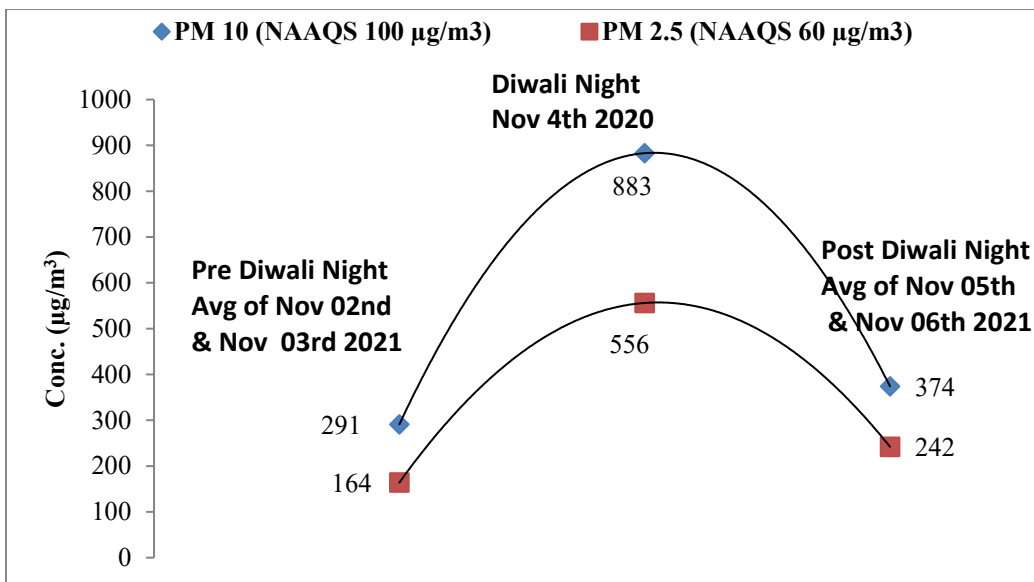 PM 10 (NAAQS 100 µg/m3) PM 2.5 (NAAQS 60 µg/m3)
Diwali Night
Nov 4th 2020
1000
900
800
700
600
500
400
300
200
100
0
Conc. (µg/m³)
883
Pre Diwali Night
Avg of Nov 02nd
& Nov 03rd 2021
Post Diwali Night
Avg of Nov 05th
& Nov 06th 2021
556
291
374
164
242